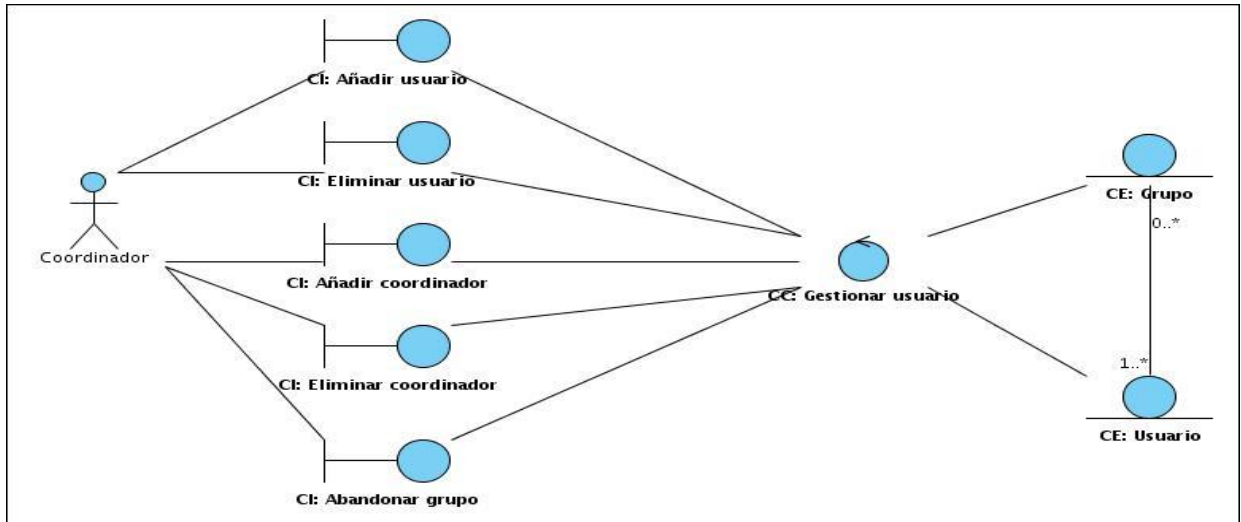 CI: Añadir usuario
CI: Eliminar usuario
CE: Grupo
0..*
Coordinador
CI: Añadir coordinador
CC: Gestionar usuario
1..*
CI: Eliminar coordinador
CE: Usuario
CI: Abandonar grupo